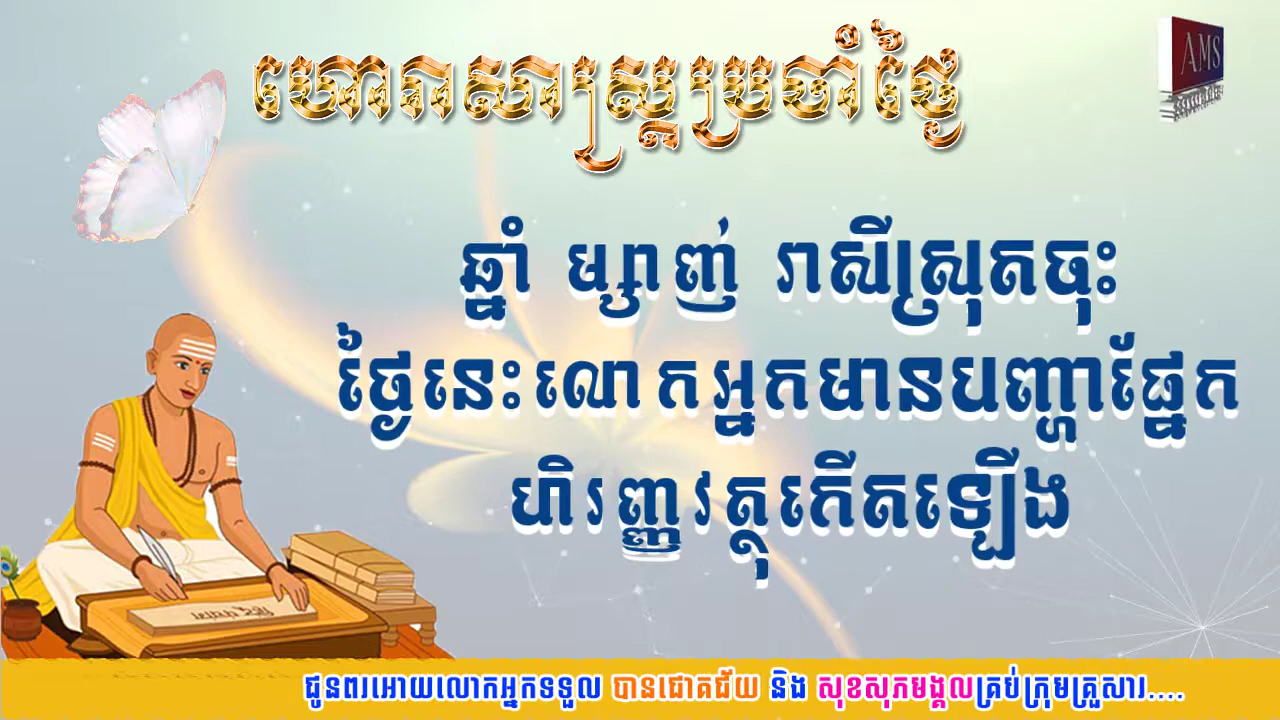 ហោរាសាស្ត្រប្រចាំថ្ងៃ
AMS
ឆ្នាំ ម្សាញ់ រាសីស្រុតចុះ
ថ្ងៃនេះលោកអ្នកមានបញ្ហាផ្នែក
ហិរញ្ញវត្ថុកើតឡើង
ជូនពរអោយលោកអ្នកទទួល បានជោគជ័យ និង សុខសុភមង្គលគ្រប់ក្រុមគ្រួសារ....